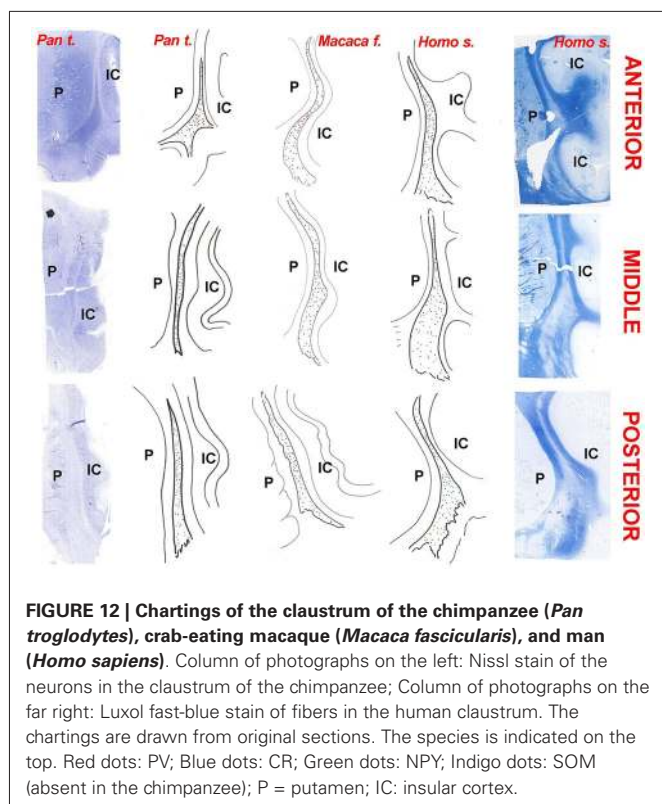 Pan t. Pan t. Macaca f. Homo s. Homo s.
P IC P IC P IC P IC P IC IC
ANTERIOR
P IC P IC P IC P IC P IC
MIDDLE
P IC P IC P IC P IC P IC
POSTERIOR
FIGURE 12 | Chartings of the claustrum of the chimpanzee (Pan
troglodytes), crab-eating macaque (Macaca fascicularis), and man
(Homo sapiens). Column of photographs on the left: Nissl stain of the
neurons in the claustrum of the chimpanzee; Column of photographs on the
far right: Luxol fast-blue stain of fibers in the human claustrum. The
chartings are drawn from original sections. The species is indicated on the
top. Red dots: PV; Blue dots: CR; Green dots: NPY; Indigo dots: SOM
(absent in the chimpanzee); P = putamen; IC: insular cortex.